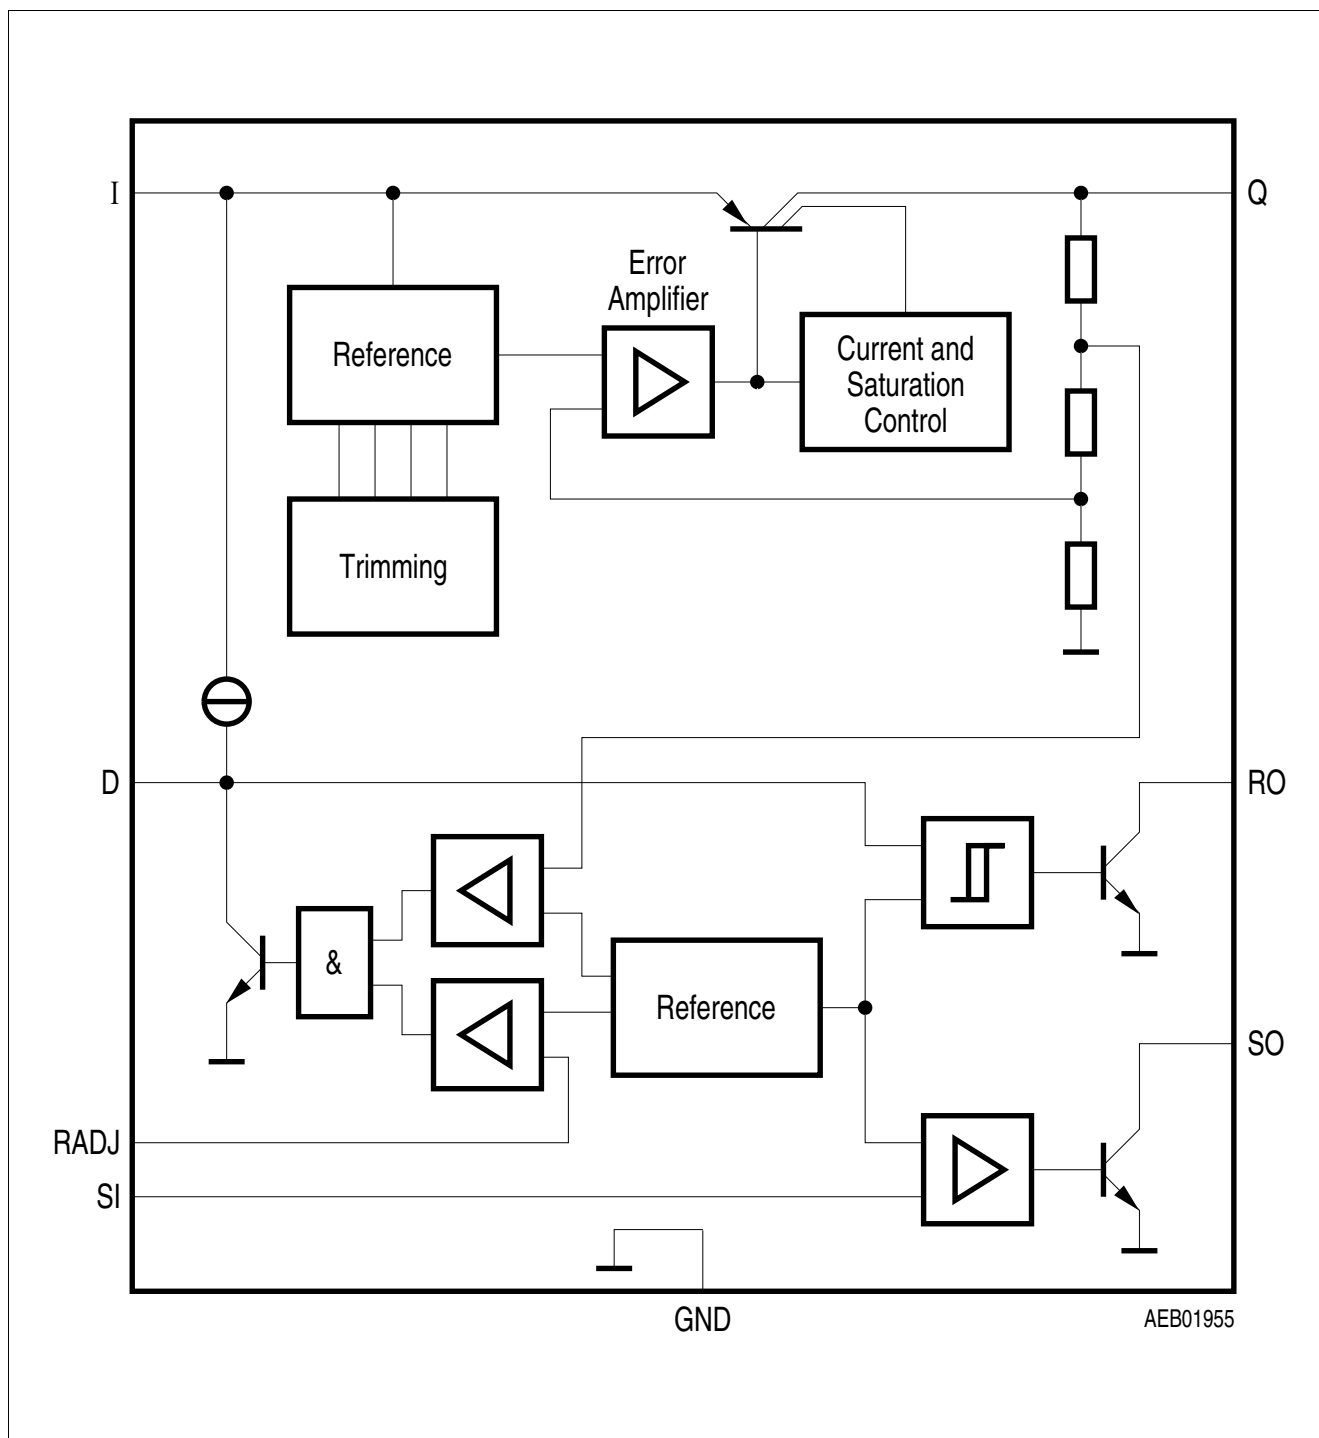 I
Q
Error
Amplifier
Reference
Current and
Saturation
Control
Trimming
D
RO
&
Reference
SO
RADJ
SI
GND
AEB01955